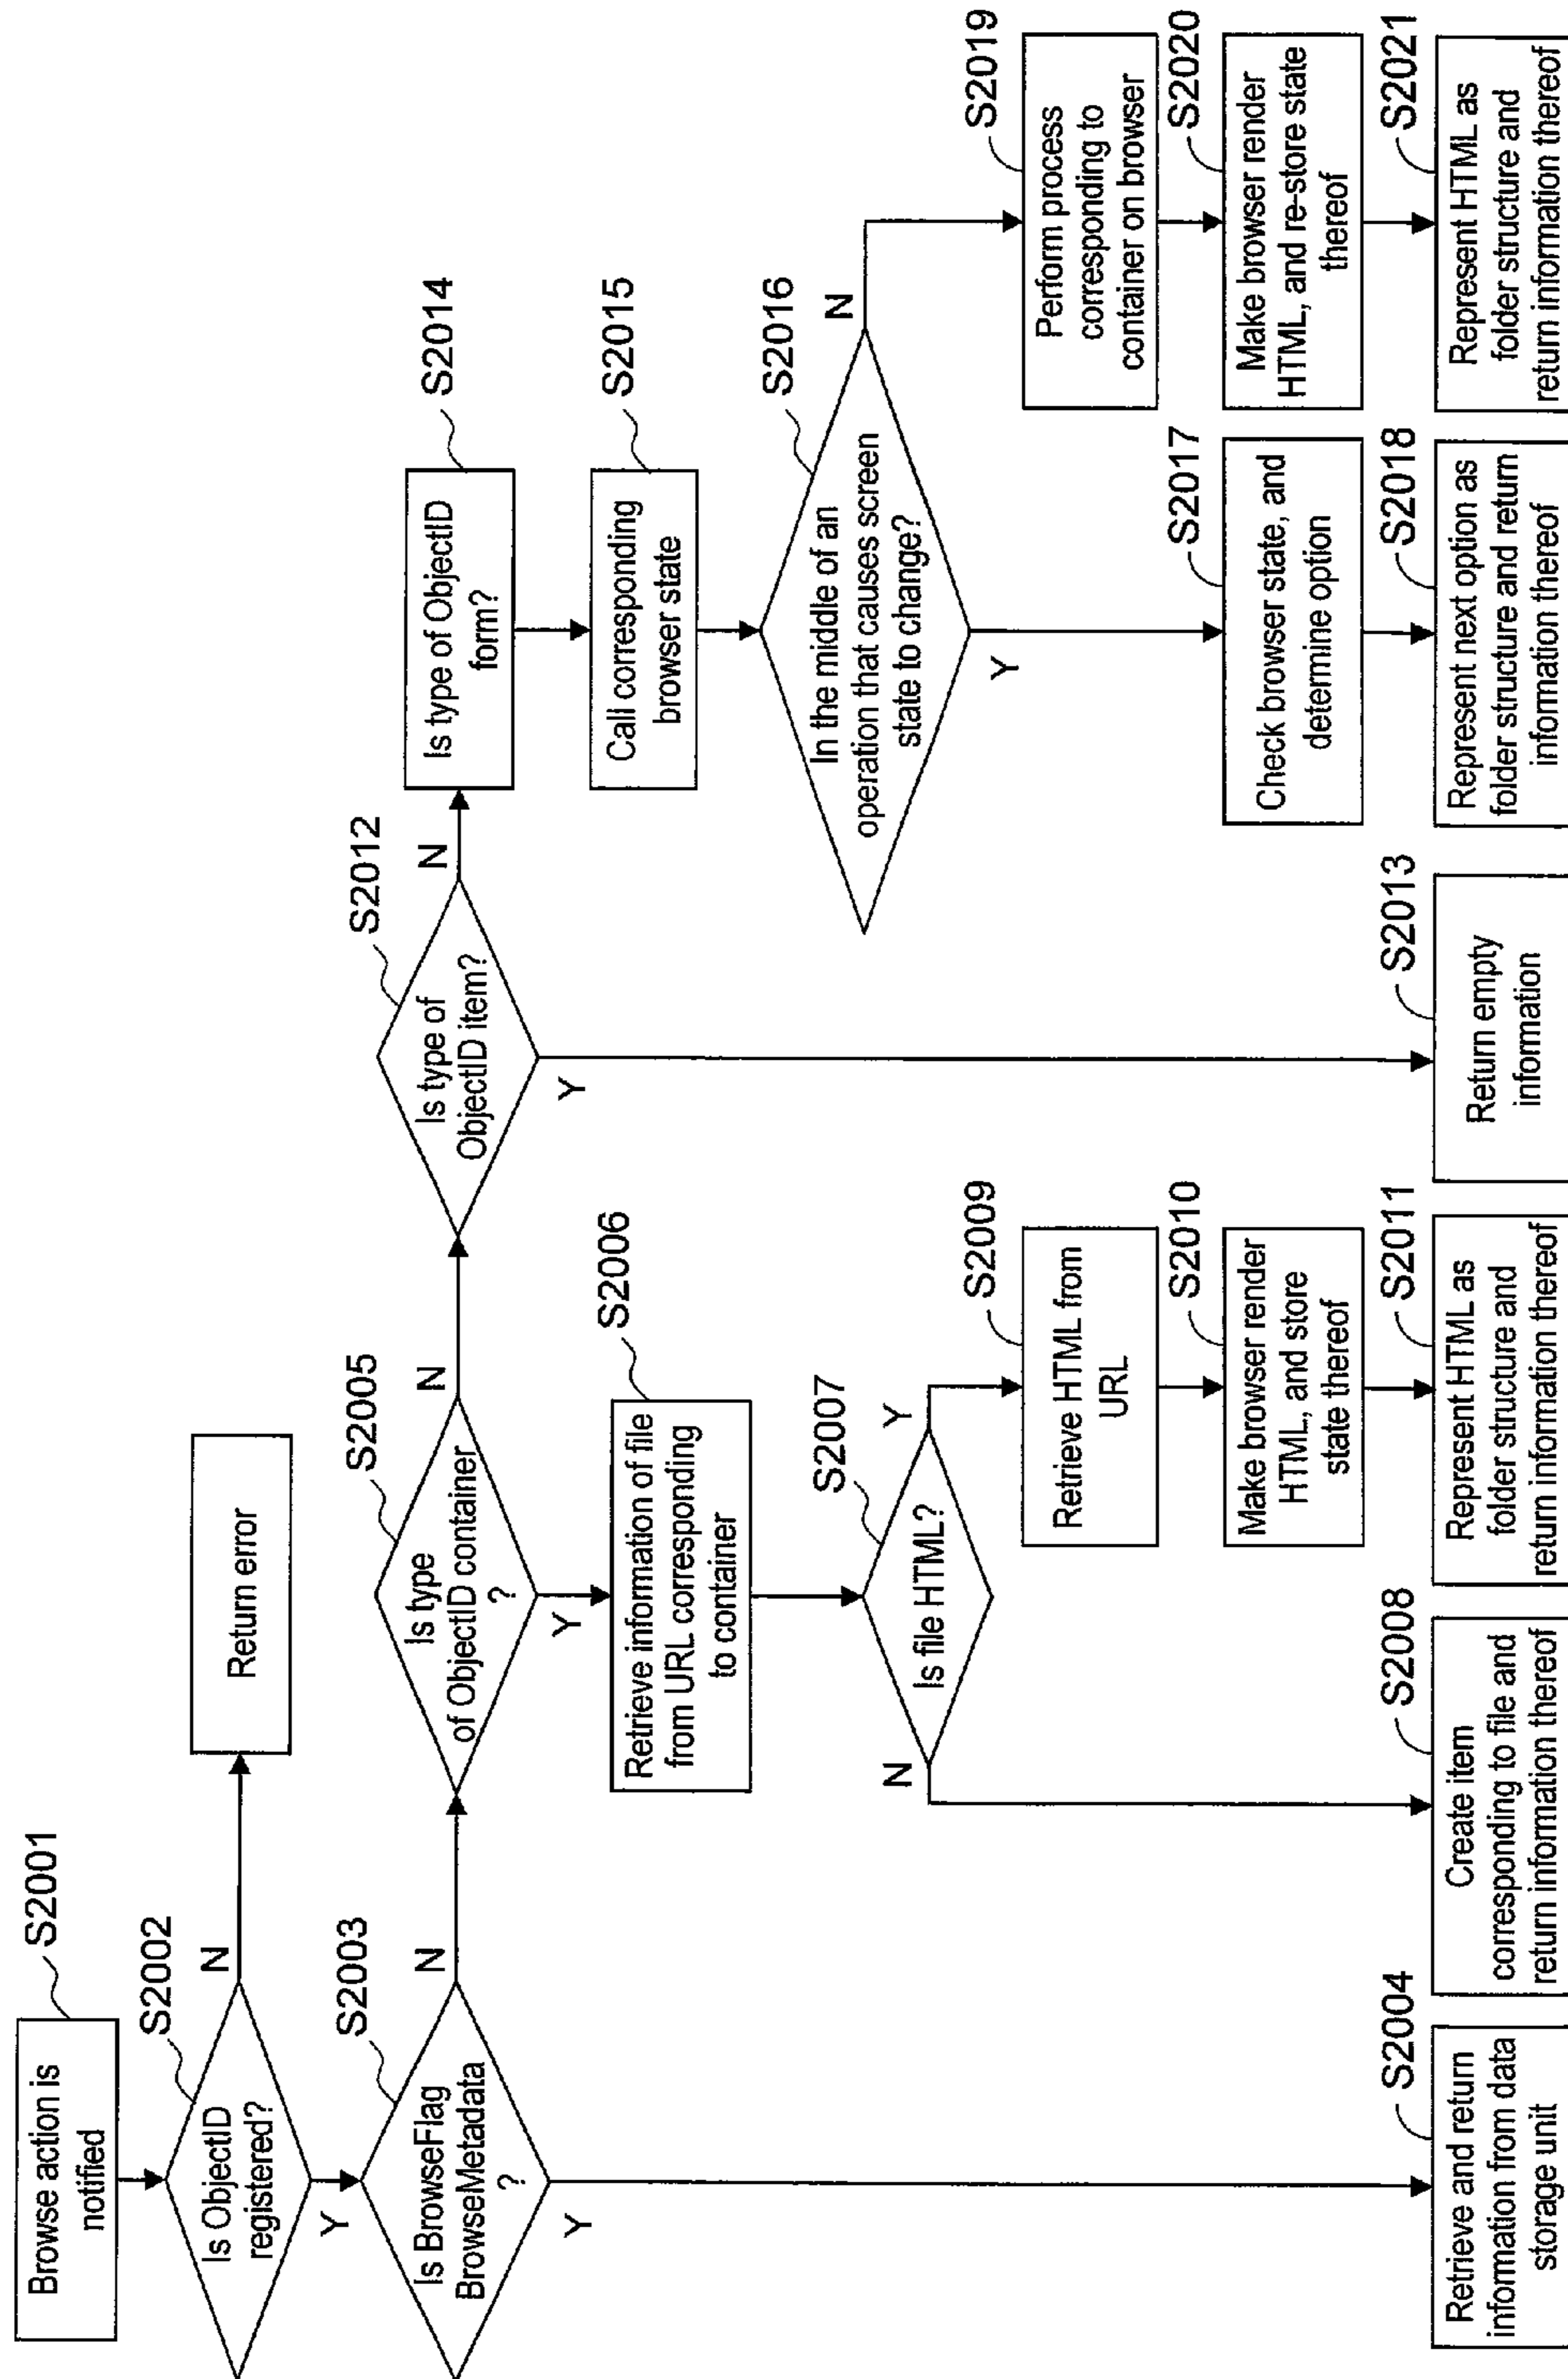 Browse action is
notified
S2001
Is ObjectID
registered?
S2002
N
Y
Return error
Is BrowseFlag
BrowseMetadata
?
S2003
N
Y
Retrieve and return
information from data
storage unit
S2004
Is type
of ObjectID container
?
S2005
N
Y
Retrieve information of file
from URL corresponding
to container
S2006
Is file HTML?
S2007
N
Y
Create item
corresponding to file and
return information thereof
S2008
Retrieve HTML from
URL
S2009
Make browser render
HTML, and store
state thereof
S2010
Represent HTML as
folder structure and
return information thereof
S2011
Is type of
ObjectID item?
S2012
N
Y
Return empty
information
S2013
Is type of ObjectID
form?
S2014
Call corresponding
browser state
S2015
In the middle of an
operation that causes screen
state to change?
S2016
N
Y
Check browser state, and
determine option
S2017
Represent next option as
folder structure and return
information thereof
S2018
Perform process
corresponding to
container on browser
S2019
Make browser render
HTML, and re-store state
thereof
S2020
Represent HTML as
folder structure and
return information thereof
S2021